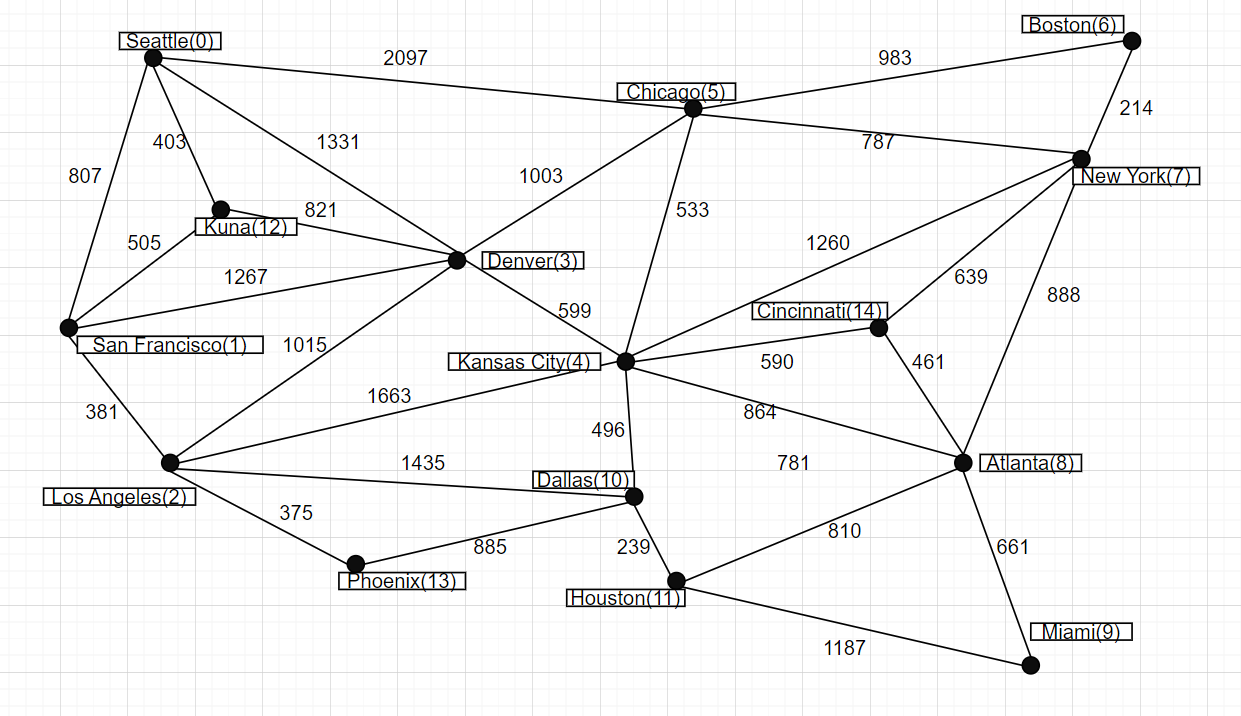 Boston(6)
Seattle(0)
2097
983
Chicago(5)
214
403
1331
787
807
1003
New York(7)
Kuna(12)
821
533
505
1260
Denver(3)
1267
639
888
599
Cincinnati(14)
San Francisco(1)
1015
Kansas City(4)
590
461
1663
381
864
496
1435
781
Atlanta(8)
Dallas(10)
Los Angeles(2)
375
810
885
239
661
Phoenix(13)
Houston(11)
Miami(9)
1187